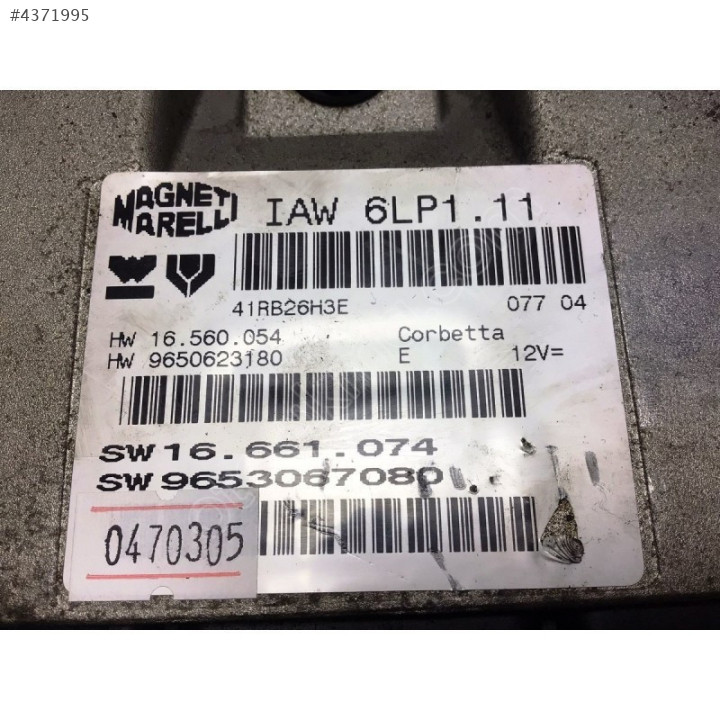 #4371995
MAGNETI
MARELLI
IAW 6LP1.11
41RB26H3E 077 04
HW 16.560.054 Corbetta
HW 9650623180 E 12V=
SW 16.661.074
SW 9653067080
0470305